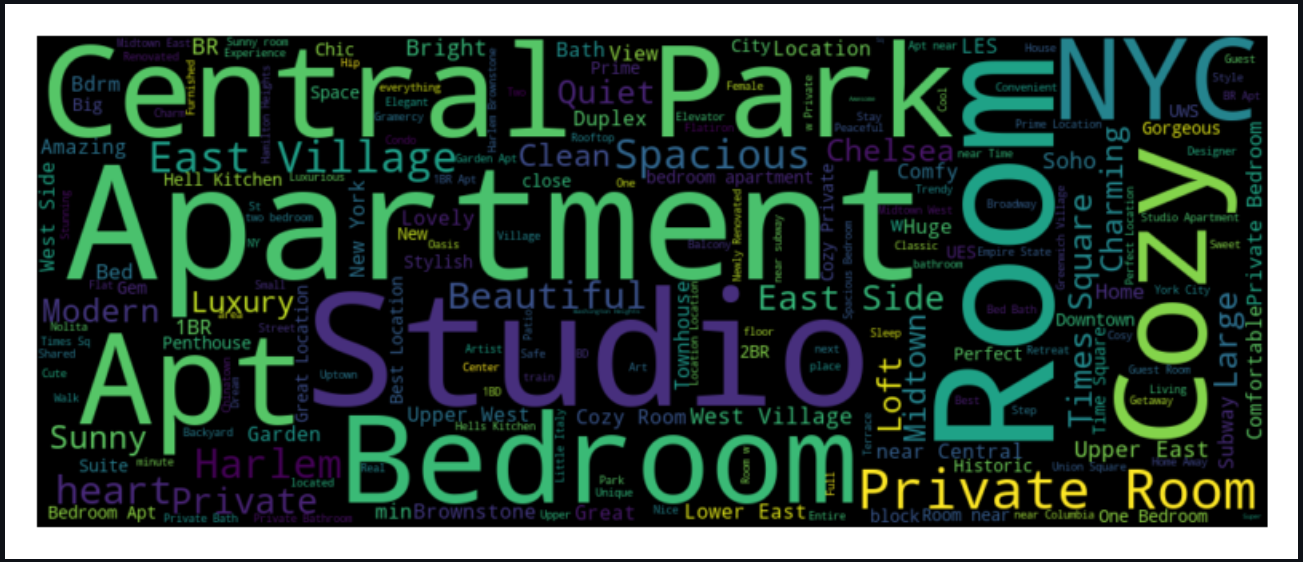 Central Park
NYC
Apartment
Room
Cozy
Studio
Apt
Bedroom
Private Room
Midtown East
Renovated
BR
Sunny room
Experience
Chic
Hip
Bright
Bath
View
City
Location
Apt near
LES
House
Guest
Style
BR Apt
Bdrm
Big
Charm
Furnished
Hamilton Heights
Space
everything
Elegant
Gramercy
Condo
Harlem Brownstone
Two
Prime
Quiet
Duplex
Rooftop
Female
Elevator
Flatiron
w Private
Awesome
Stay
Peaceful
Cool
Convenient
Prime Location
UWS
Gorgeous
Designer
Amazing
East Village
Garden Apt
Clean
Spacious
Chelsea
near Time
Soho
Charming
Private Bedroom
West Side
Stunning
Hell Kitchen
Luxurious
1BR Apt
close
One
bedroom apartment
Comfy
Trendy
Broadway
Greenwich Village
Perfect Location
Studio Apartment
St
two bedroom
NY
New York
Lovely
New
Oasis
Village
Stylish
Balcony
Newly Renovated
near subway
Cozy Private
Spacious Bedroom
Midtown West
W
Huge
Classic
UES
Empire State
bathroom
Sweet
Bed
Flat
Gem
Small
Luxury
area
Street
Modern
Great Location
Best Location
Beautiful
Washington Heights
East Side
Bed Bath
Times Square
Home
York City
Large
Comfortable
Nolita
Times Sq
Shared
Cute
Walk
1BR
Penthouse
Chinatown
Dream
Uptown
Artist
Center
Safe
train
1BD
BD
Patio
Art
Townhouse
Location Location
floor
2BR
next
place
Sleep
Loft
Midtown
Perfect
Retreat
Best
Step
Downtown
Time Square
Cosy
Guest Room
Living
Getaway
Sunny
Backyard
Garden
Upper West
Hells Kitchen
Cozy Room
West Village
Little Italy
Terrace
near Central
Historic
Union Square
Upper East
Home Away
Subway
Suite
minute
Harlem
located
Real
Park
Unique
Room w
Full
heart
Private
Bedroom Apt
Private Bath
Private Bathroom
min
Brownstone
Upper
Great
Nice
Lower East
Entire
block
Room near
near Columbia
One Bedroom
Super